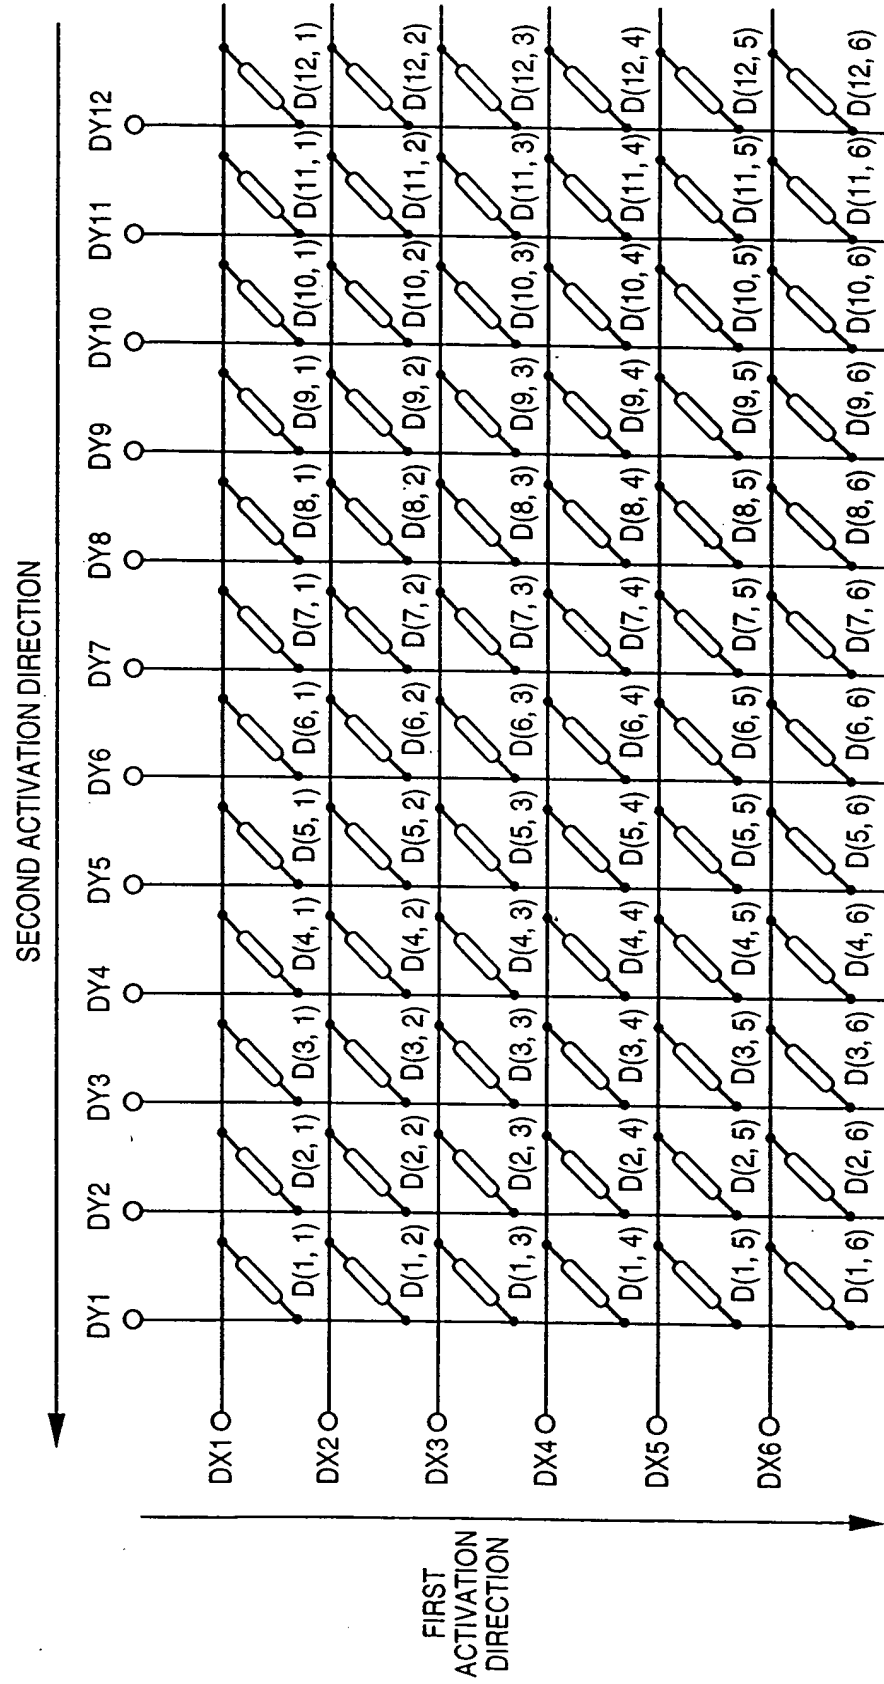 SECOND ACTIVATION DIRECTION
DY1 DY2 DY3 DY4 DY5 DY6 DY7 DY8 DY9 DY10 DY11 DY12
DX1
D(1, 1) D(2, 1) D(3, 1) D(4, 1) D(5, 1) D(6, 1) D(7, 1) D(8, 1) D(9, 1) D(10, 1) D(11, 1) D(12, 1)
DX2
D(1, 2) D(2, 2) D(3, 2) D(4, 2) D(5, 2) D(6, 2) D(7, 2) D(8, 2) D(9, 2) D(10, 2) D(11, 2) D(12, 2)
DX3
D(1, 3) D(2, 3) D(3, 3) D(4, 3) D(5, 3) D(6, 3) D(7, 3) D(8, 3) D(9, 3) D(10, 3) D(11, 3) D(12, 3)
DX4
D(1, 4) D(2, 4) D(3, 4) D(4, 4) D(5, 4) D(6, 4) D(7, 4) D(8, 4) D(9, 4) D(10, 4) D(11, 4) D(12, 4)
DX5
D(1, 5) D(2, 5) D(3, 5) D(4, 5) D(5, 5) D(6, 5) D(7, 5) D(8, 5) D(9, 5) D(10, 5) D(11, 5) D(12, 5)
DX6
D(1, 6) D(2, 6) D(3, 6) D(4, 6) D(5, 6) D(6, 6) D(7, 6) D(8, 6) D(9, 6) D(10, 6) D(11, 6) D(12, 6)
FIRST
ACTIVATION
DIRECTION